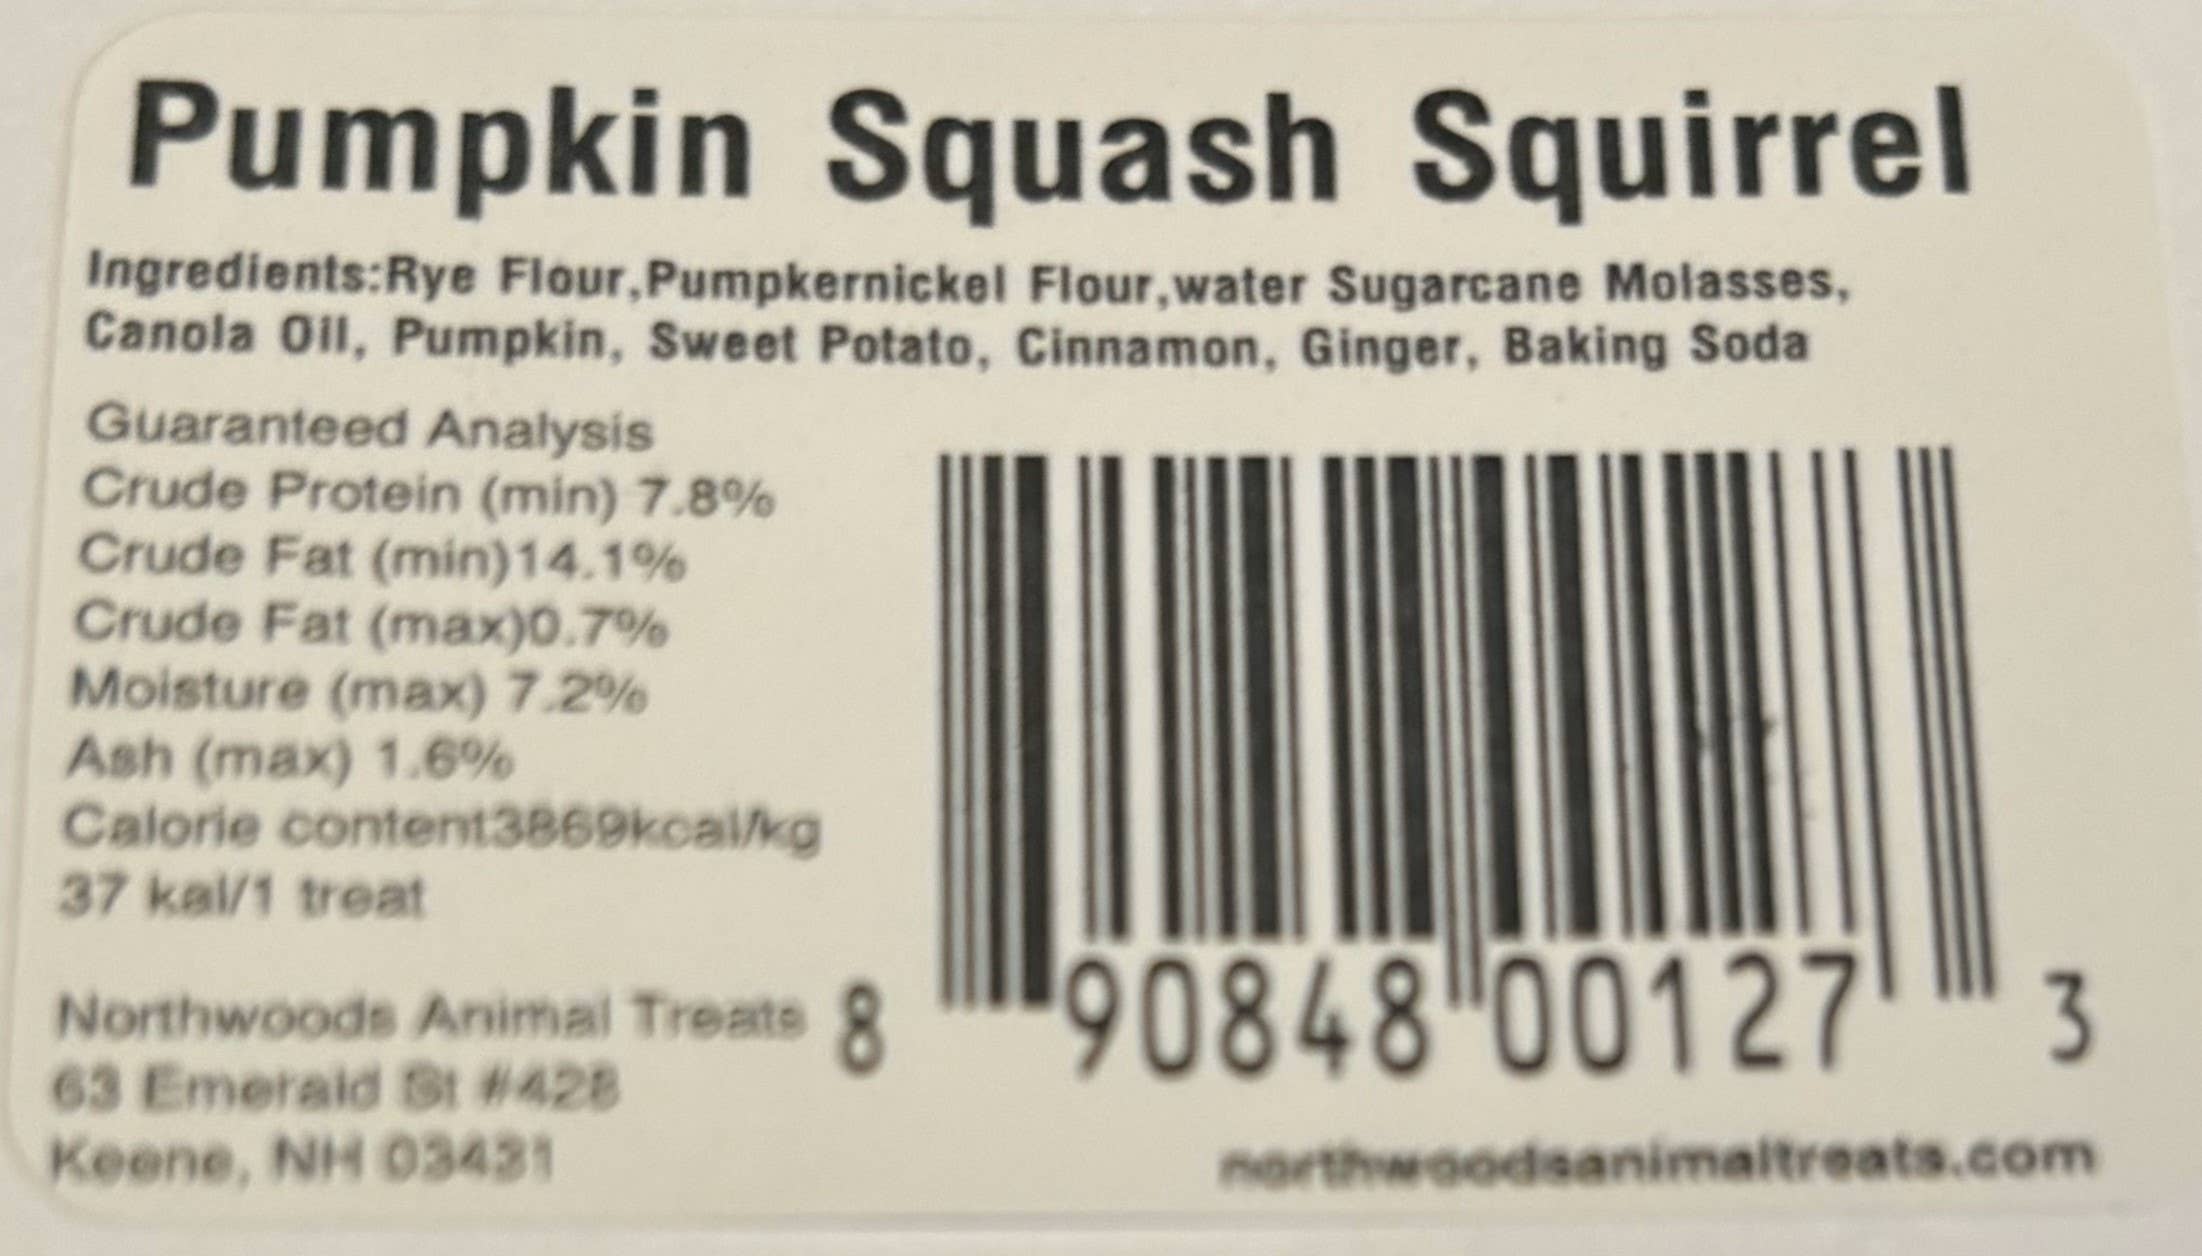 Pumpkin Squash Squirrel
Ingredients:Rye Flour,Pumpkernickel Flour,water Sugarcane Molasses,
Canola Oil, Pumpkin, Sweet Potato, Cinnamon, Ginger, Baking Soda
Guaranteed Analysis
Crude Protein (min) 7.8%
Crude Fat (min)14.1%
Crude Fat (max)0.7%
Moisture (max) 7.2%
Ash (max) 1.6%
Calorie content3869kcal/kg
37 kal/1 treat
Northwoods Animal Treats
63 Emerald St #428
Keene, NH 03431
8 90848 00127 3
northwoodsanimaltreats.com